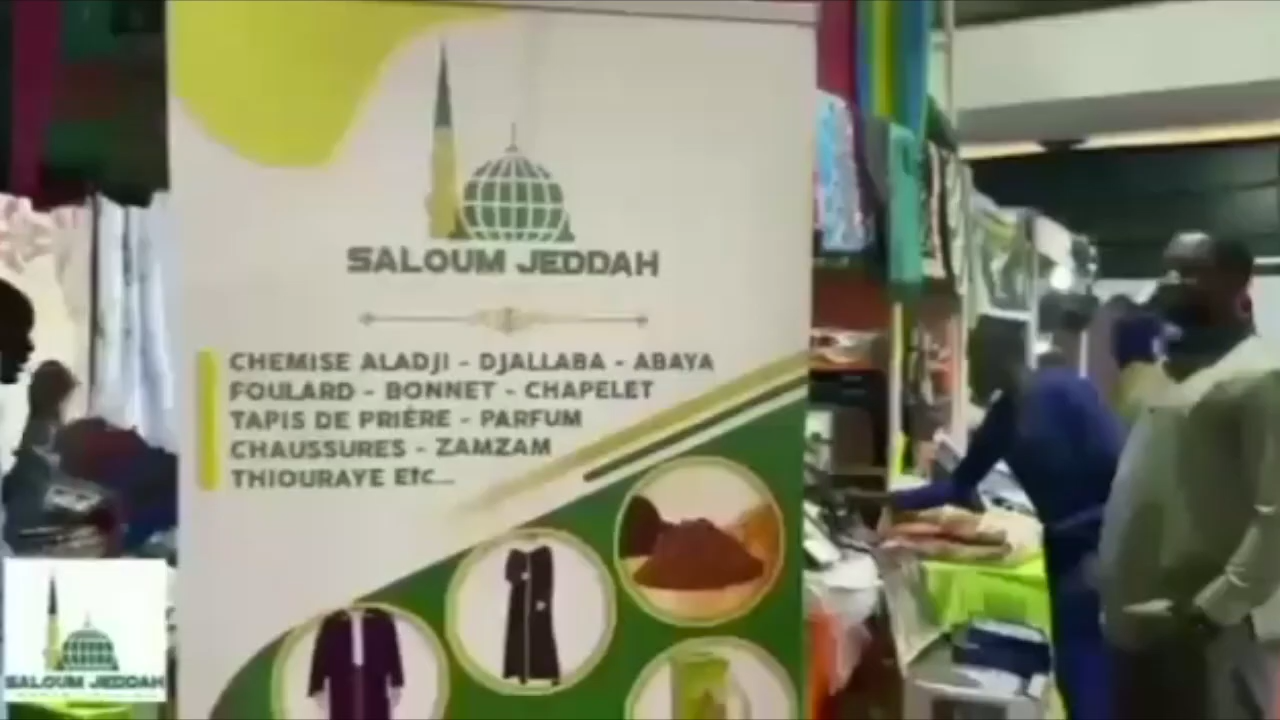 SALOUM JEDDAH
CHEMISE ALADJI - DJALLABA - ABAYA
FOULARD - BONNET - CHAPELET
TAPIS DE PRIÈRE - PARFUM
CHAUSSURES - ZAMZAM
THIOURAYE Etc...
SALOUM JEDDAH